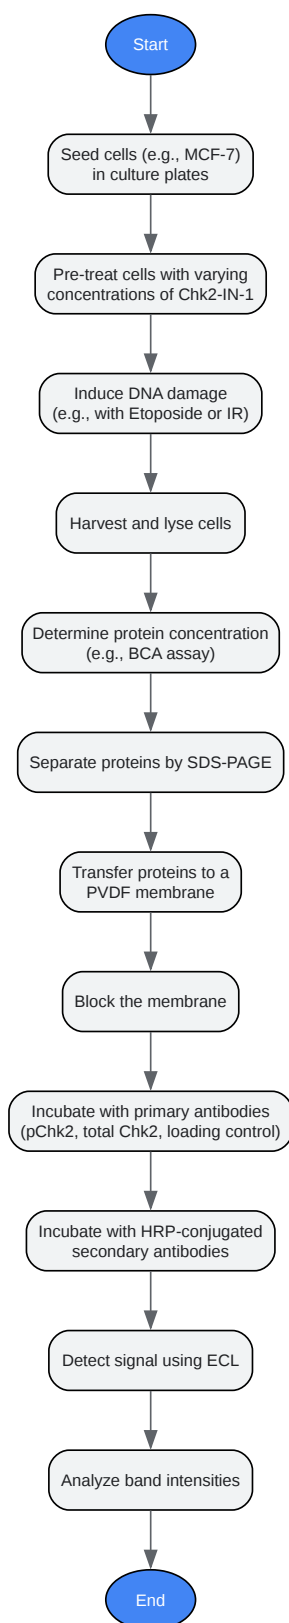 Start
Seed cells (e.g., MCF-7)
in culture plates
Pre-treat cells with varying
concentrations of Chk2-IN-1
Induce DNA damage
(e.g., with Etoposide or IR)
Harvest and lyse cells
Determine protein concentration
(e.g., BCA assay)
Separate proteins by SDS-PAGE
Transfer proteins to a
PVDF membrane
Block the membrane
Incubate with primary antibodies
(pChk2, total Chk2, loading control)
Incubate with HRP-conjugated
secondary antibodies
Detect signal using ECL
Analyze band intensities
End